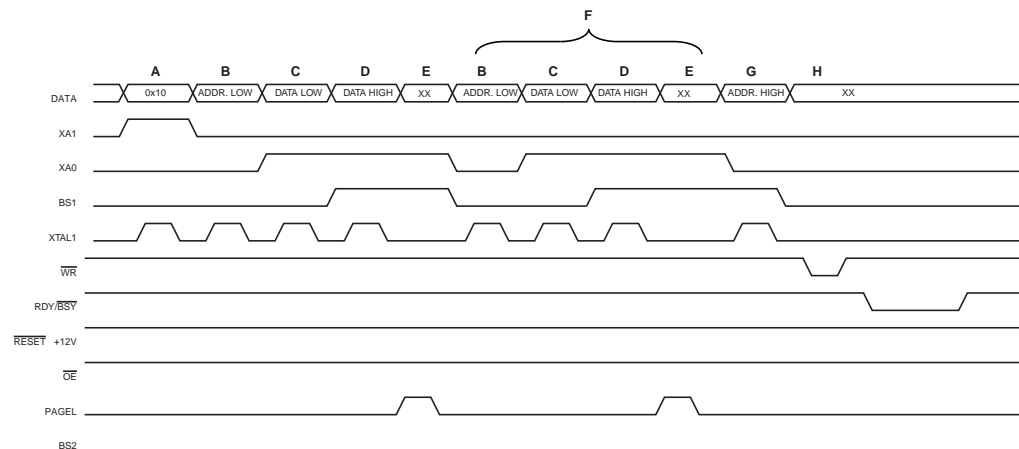 F
A B C D E B C D E G H
DATA 0x10 ADDR. LOW DATA LOW DATA HIGH XX ADDR. LOW DATA LOW DATA HIGH XX ADDR. HIGH XX
XA1
XA0
BS1
XTAL1
WR
RDY/BSY
RESET +12V
OE
PAGEL
BS2